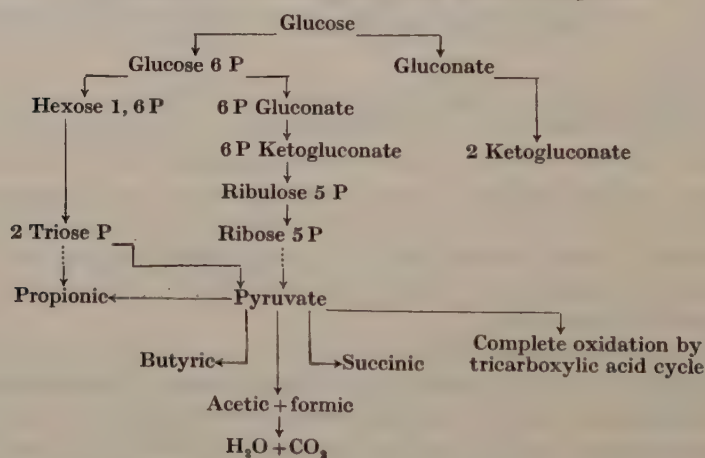 Glucose
Glucose 6 P Gluconate
Hexose 1, 6 P 6 P Gluconate
6 P Ketogluconate 2 Ketogluconate
Ribulose 5 P
2 Triose P Ribose 5 P
Propionic Pyruvate
Complete oxidation by
Butyric Succinic tricarboxylic acid cycle
Acetic + formic
H₂O + CO₂